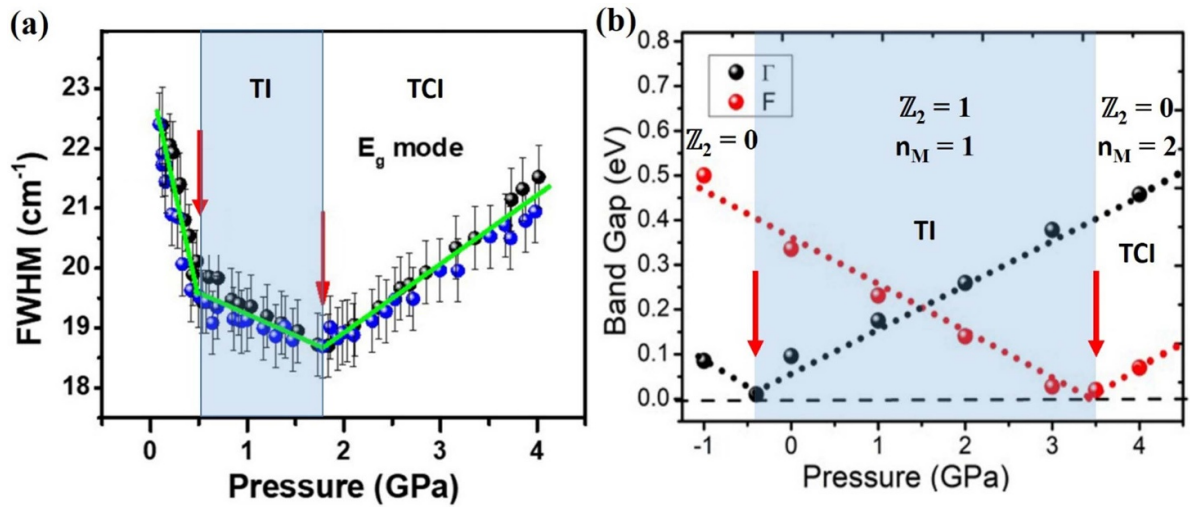 (a)
FWHM (cm-1)
23
22
21
20
19
18
TI
TCI
Eg mode
0
1
2
3
4
Pressure (GPa)
(b)
Band Gap (eV)
0.8
0.7
0.6
0.5
0.4
0.3
0.2
0.1
0.0
Γ
F
ℤ2 = 0
ℤ2 = 1
nM = 1
ℤ2 = 0
nM = 2
TI
TCI
-1
0
1
2
3
4
Pressure (GPa)